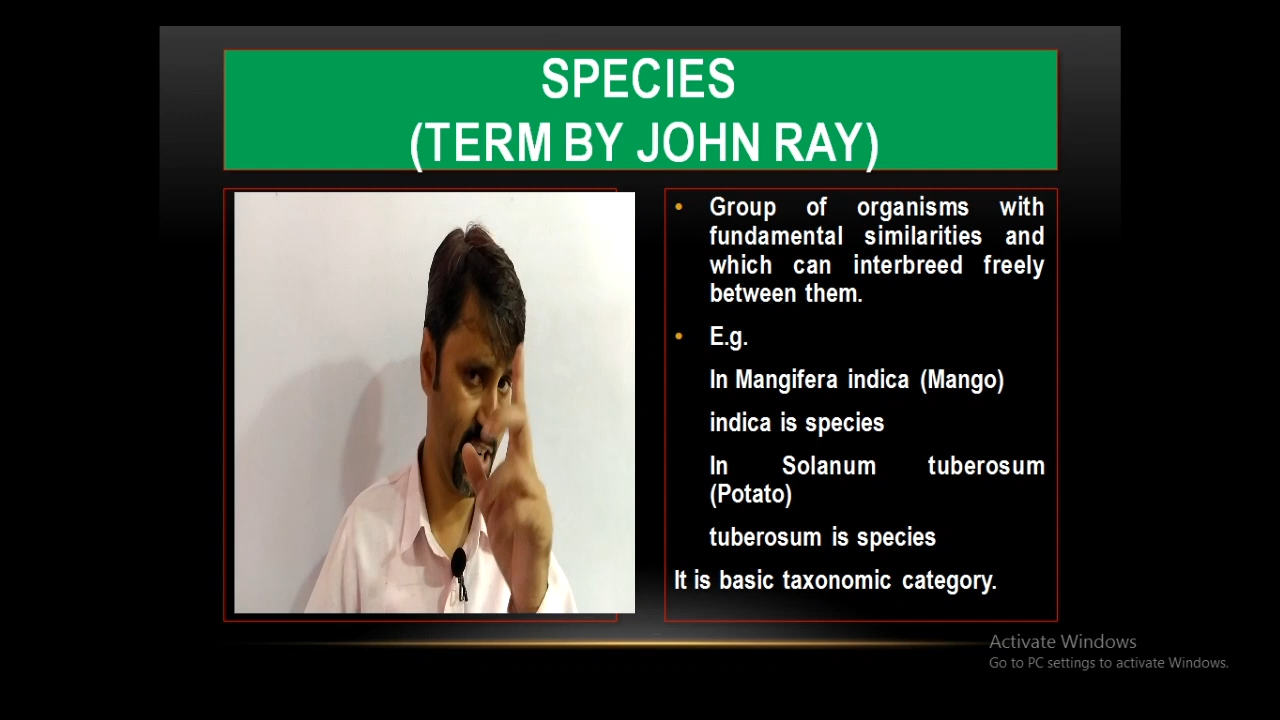 SPECIES
(TERM BY JOHN RAY)
• Group of organisms with
fundamental similarities and
which can interbreed freely
between them.
• E.g.
In Mangifera indica (Mango)
indica is species
In Solanum tuberosum
(Potato)
tuberosum is species
It is basic taxonomic category.
Activate Windows
Go to PC settings to activate Windows.